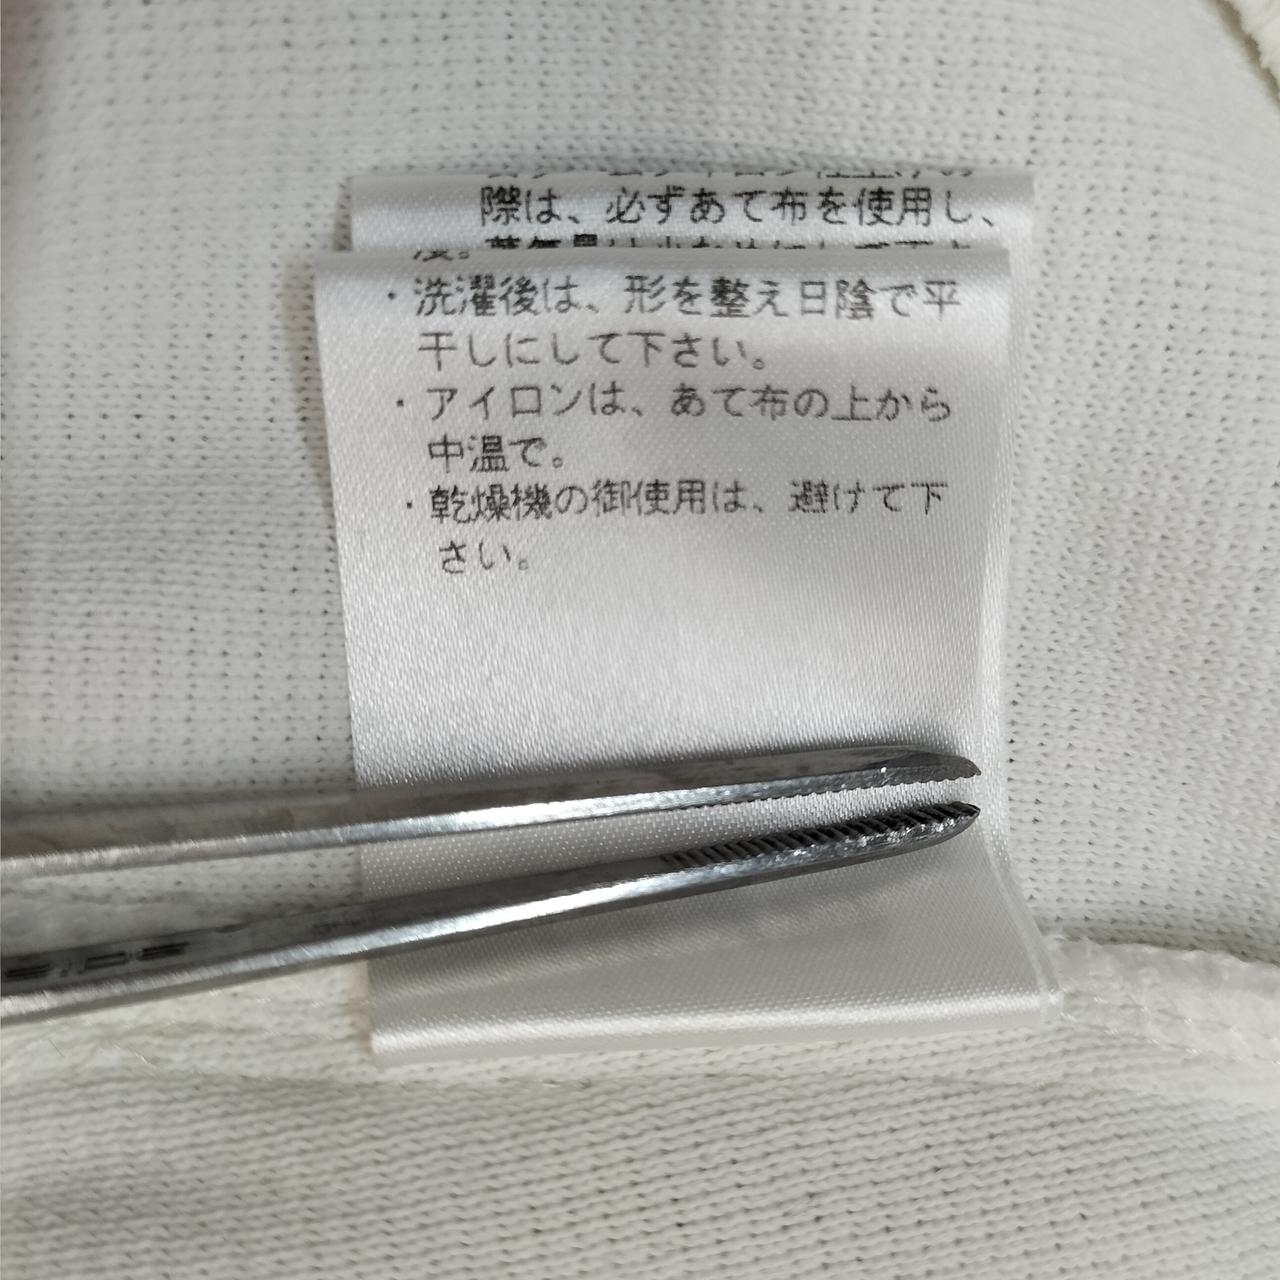 際は、必ずあて布を使用し、
・洗濯後は、形を整え日陰で平
干しにして下さい。
・アイロンは、あて布の上から
中温で。
・乾燥機の御使用は、避けて下
さい。